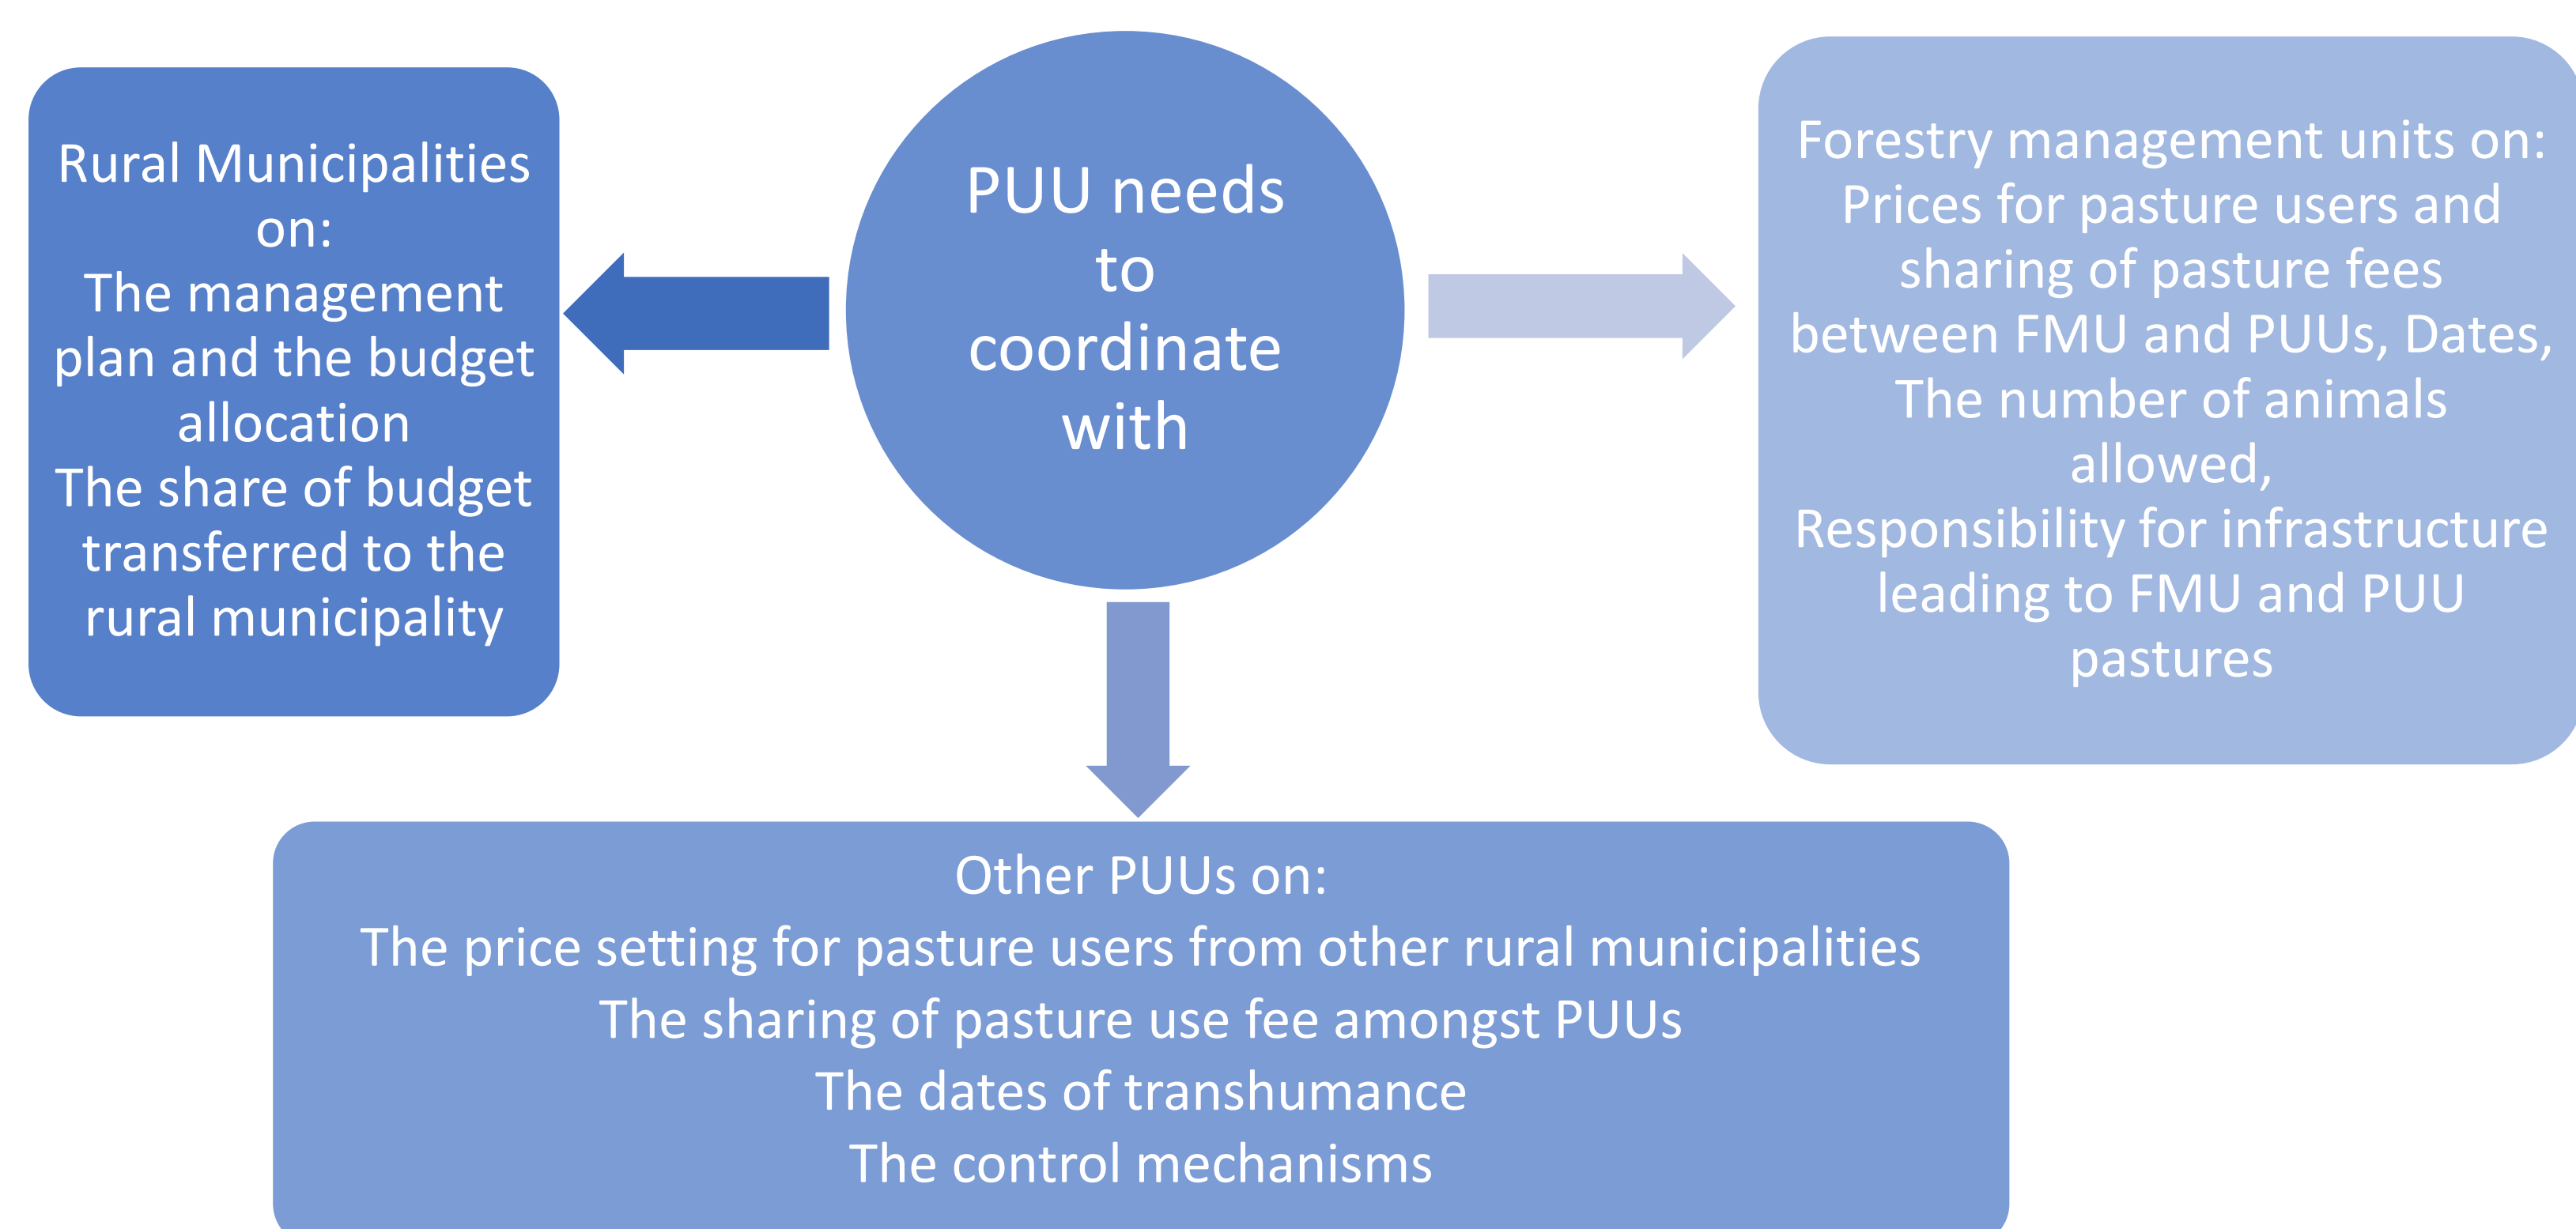 PUU needs
to
coordinate
with
Rural Municipalities
on:
The management
plan and the budget
allocation
The share of budget
transferred to the
rural municipality
Forestry management units on:
Prices for pasture users and
sharing of pasture fees
between FMU and PUUs, Dates,
The number of animals
allowed,
Responsibility for infrastructure
leading to FMU and PUU
pastures
Other PUUs on:
The price setting for pasture users from other rural municipalities
The sharing of pasture use fee amongst PUUs
The dates of transhumance
The control mechanisms